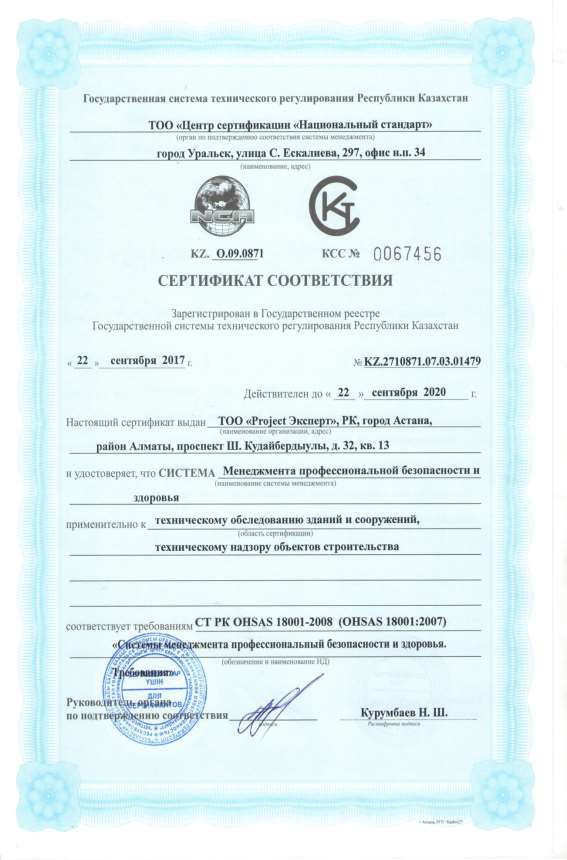 Государственная система технического регулирования Республики Казахстан
ТОО «Центр сертификации «Национальный стандарт»
(орган по подтверждению соответствия системы менеджмента)
город Уральск, улица С. Ескалиева, 297, офис н.п. 34
(наименование, адрес)
NCA
KZ. О.09.0871 КСС № 0067456
СЕРТИФИКАТ СООТВЕТСТВИЯ
Зарегистрирован в Государственном реестре
Государственной системы технического регулирования Республики Казахстан
« 22 » сентября 2017 г. № KZ.2710871.07.03.01479
Действителен до « 22 » сентября 2020 г.
Настоящий сертификат выдан ТОО «Project Эксперт», РК, город Астана,
(наименование организации, адрес)
район Алматы, проспект Ш. Кудайбердыулы, д. 32, кв. 13
и удостоверяет, что СИСТЕМА Менеджмента профессиональной безопасности и
(наименование системы менеджмента)
здоровья
применительно к техническому обследованию зданий и сооружений,
(область сертификации)
техническому надзору объектов строительства
соответствует требованиям СТ РК OHSAS 18001-2008 (OHSAS 18001:2007)
«Системы менеджмента профессиональный безопасности и здоровья.
(обозначение и наименование НД)
Требования»
ҮШІН
ДЛЯ
Руководитель органа
по подтверждению соответствия
подпись
Курумбаев Н. Ш.
Расшифровка подписи